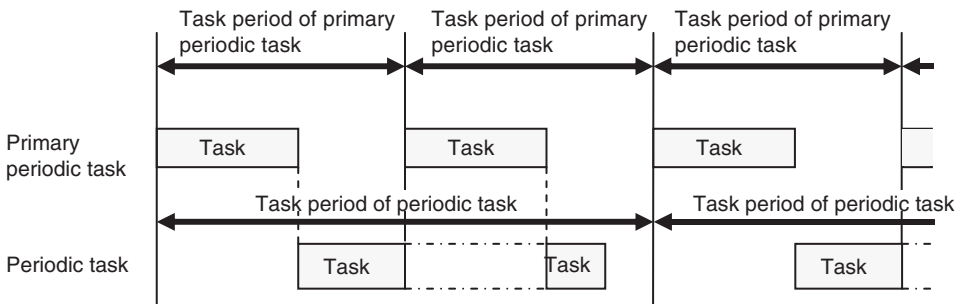 Task period of primary
periodic task
Task period of primary
periodic task
Task period of primary
periodic task
Primary
periodic task
Task
Task
Task
Task period of periodic task
Task period of periodic task
Periodic task
Task
Task
Task